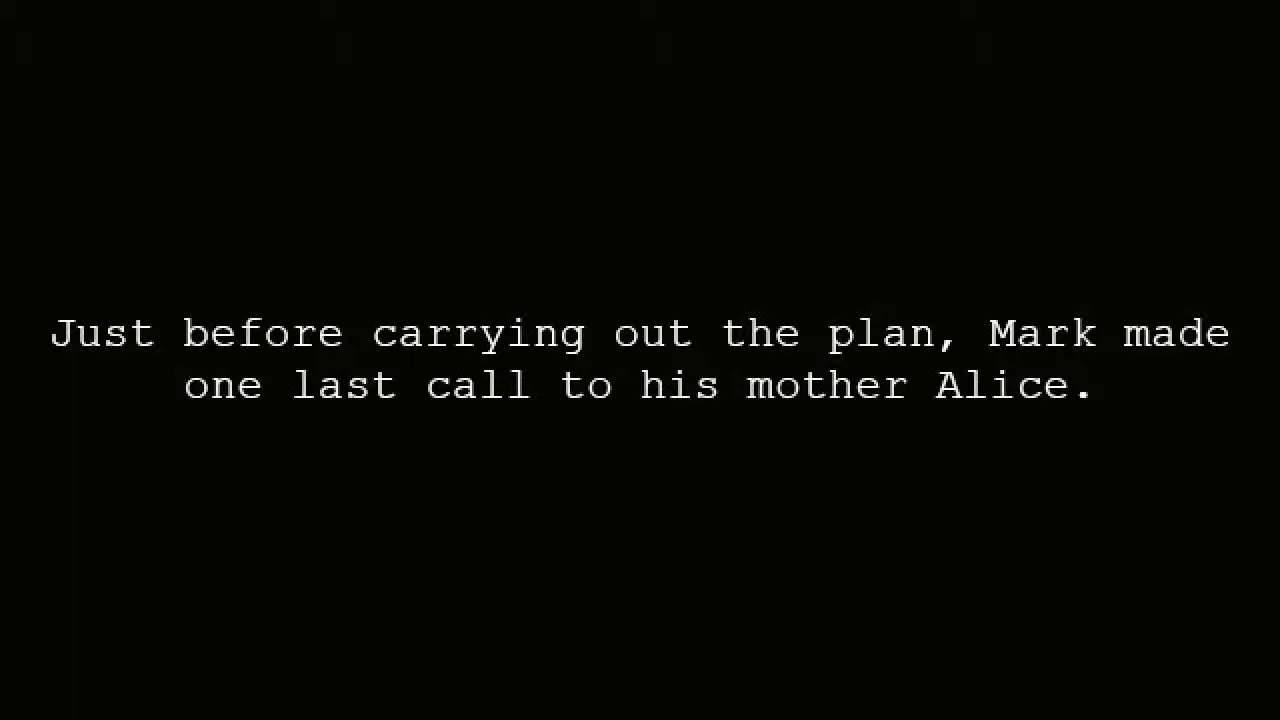 Just before carrying out the plan, Mark made
one last call to his mother Alice.